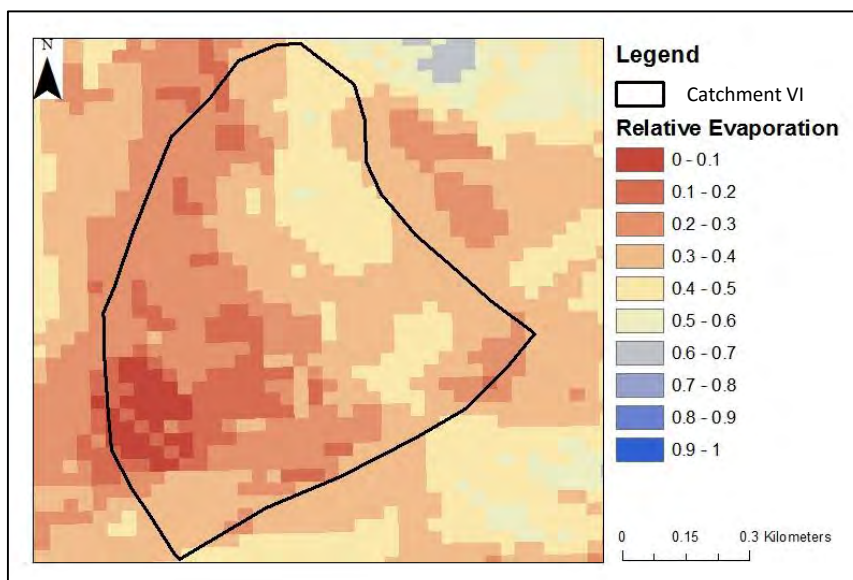 N
Legend
Catchment VI
Relative Evaporation
0 - 0.1
0.1 - 0.2
0.2 - 0.3
0.3 - 0.4
0.4 - 0.5
0.5 - 0.6
0.6 - 0.7
0.7 - 0.8
0.8 - 0.9
0.9 - 1
0 0.15 0.3 Kilometers